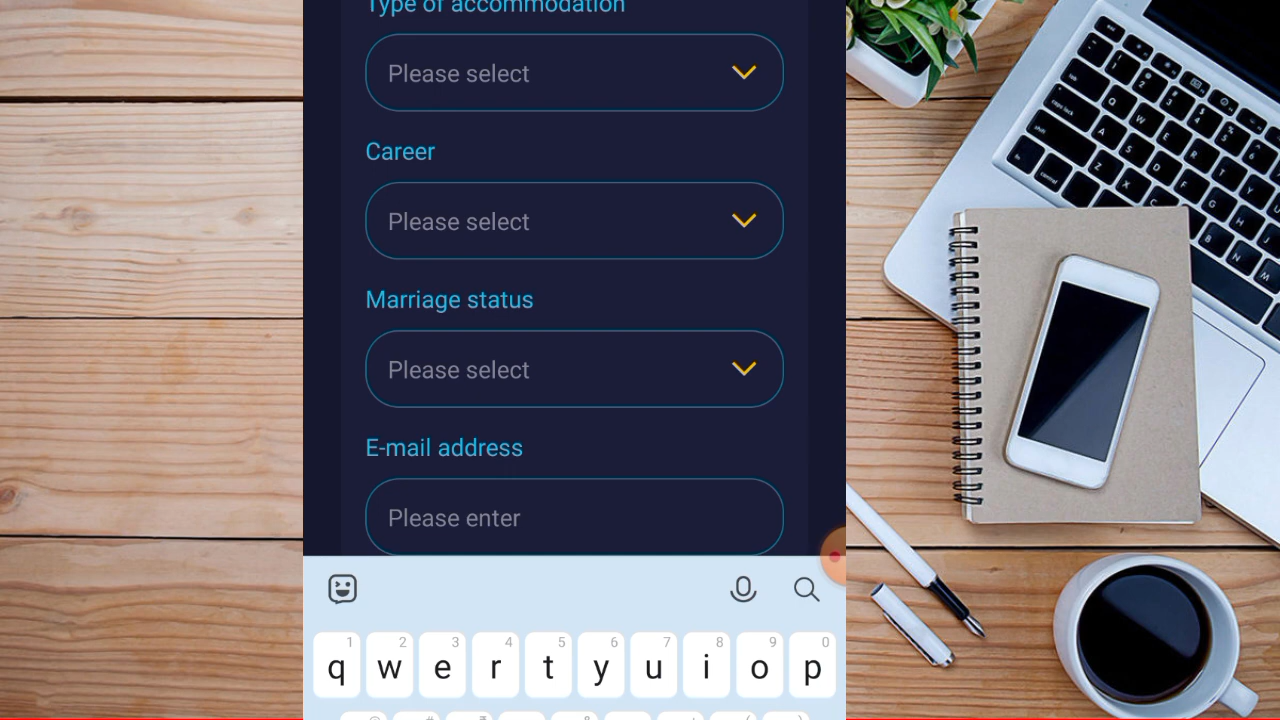 Type of accommodation
Please select
Career
Please select
Marriage status
Please select
E-mail address
Please enter
1 2 3 4 5 6 7 8 9 0
q w e r t y u i o p